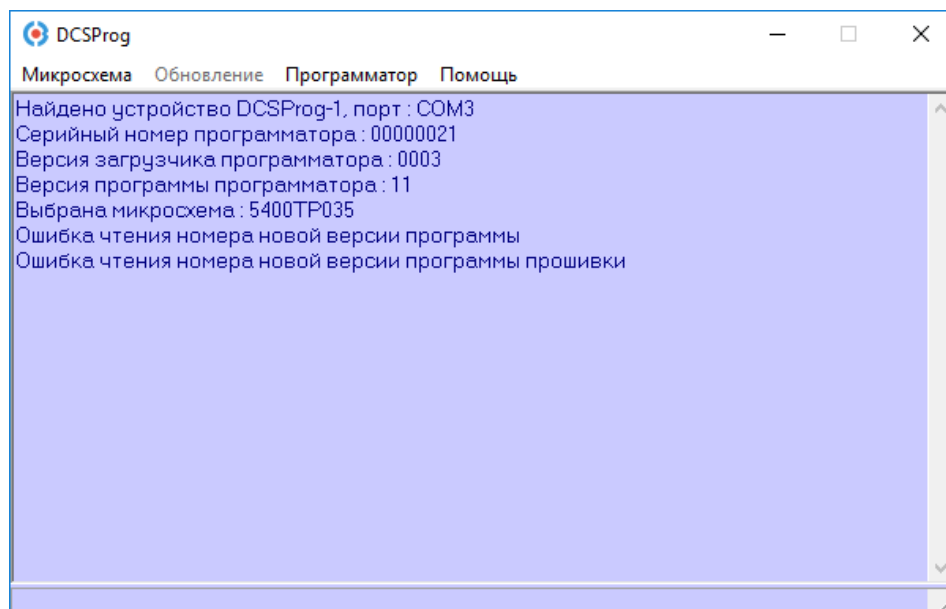 DCSProg
Микросхема Обновление Программатор Помощь
Найдено устройство DCSProg-1, порт : COM3
Серийный номер программатора : 00000021
Версия загрузчика программатора : 0003
Версия программы программатора : 11
Выбрана микросхема : 5400ТР035
Ошибка чтения номера новой версии программы
Ошибка чтения номера новой версии программы прошивки